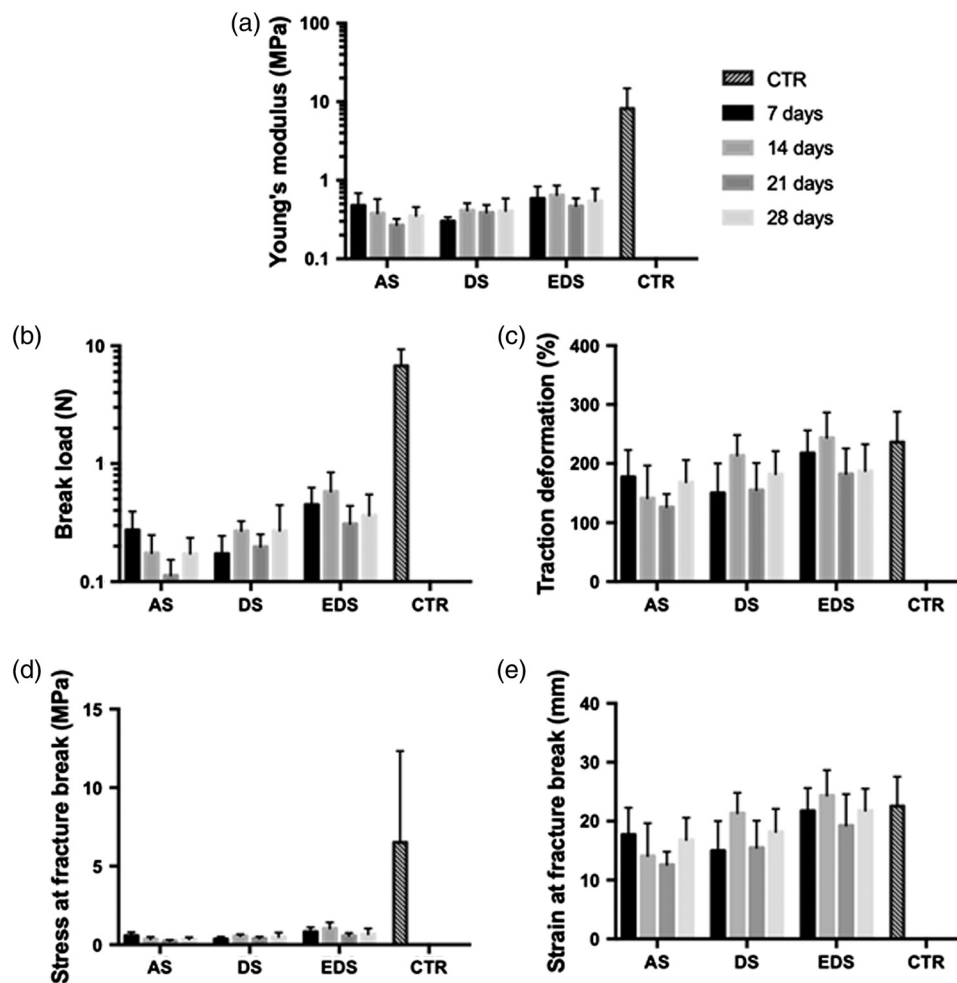 (a)
Young's modulus (MPa)
100
10
1
0.1
AS DS EDS CTR
CTR
7 days
14 days
21 days
28 days
(b)
Break load (N)
10
1
0.1
AS DS EDS CTR
(c)
Traction deformation (%)
400
300
200
100
0
AS DS EDS CTR
(d)
Stress at fracture break (MPa)
15
10
5
0
AS DS EDS CTR
(e)
Strain at fracture break (mm)
40
30
20
10
0
AS DS EDS CTR